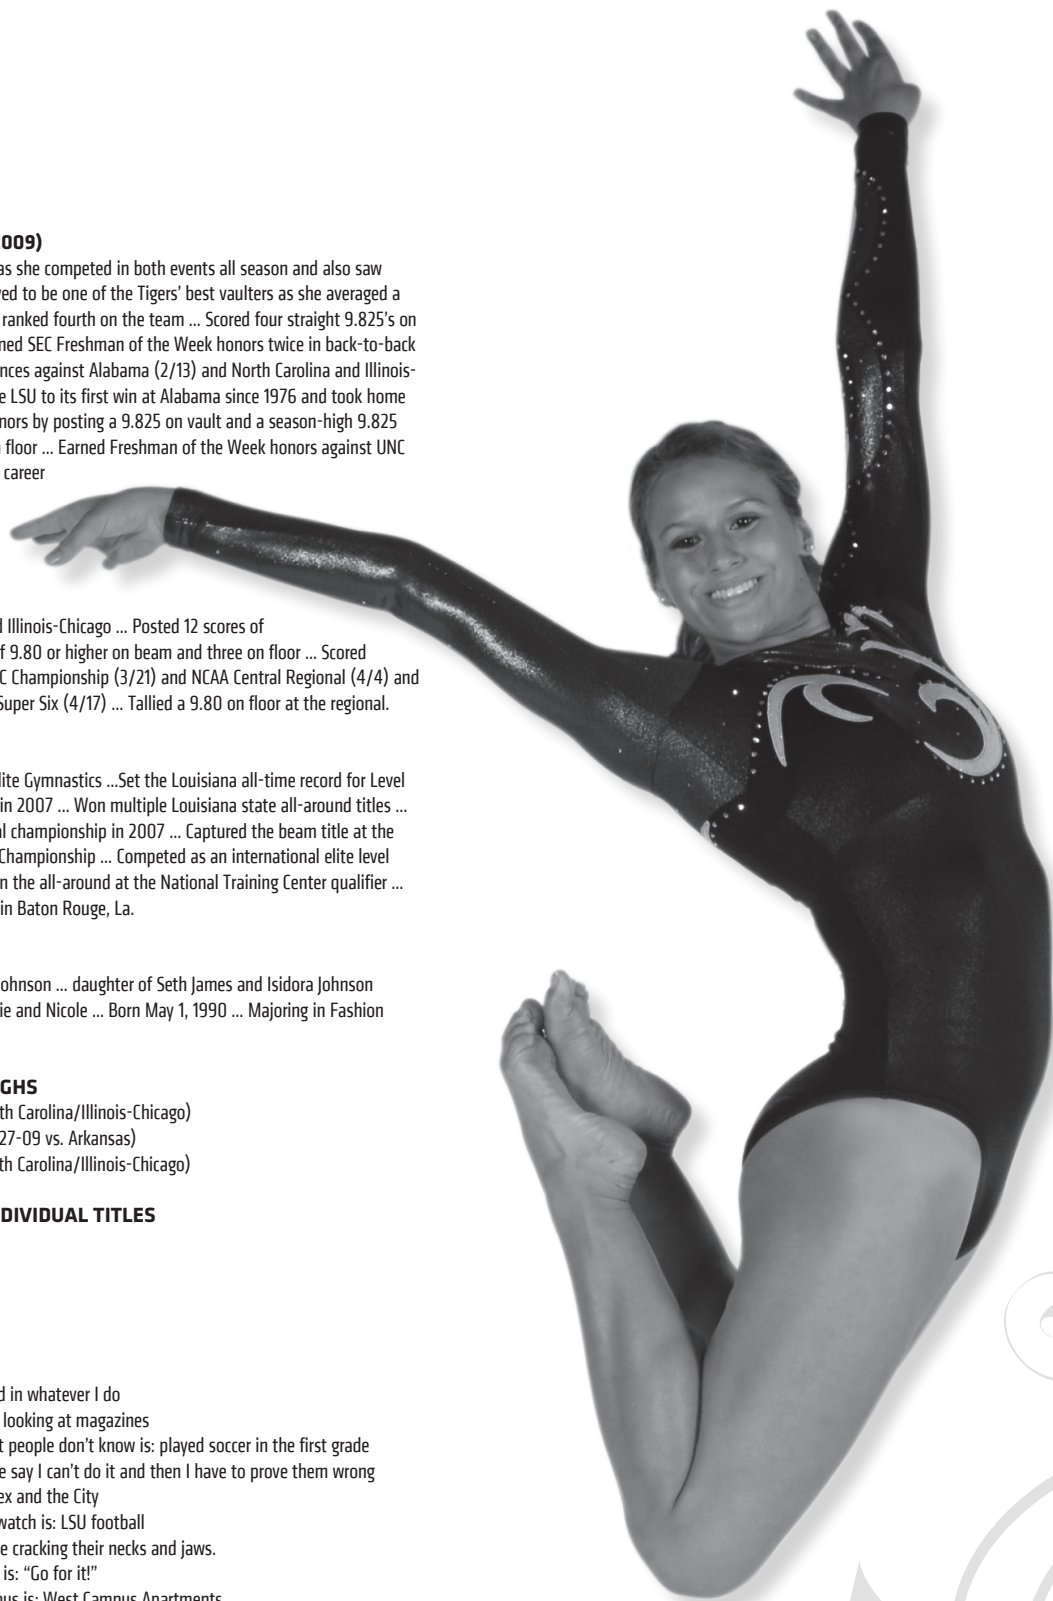 009)
as she competed in both events all season and also saw
ved to be one of the Tigers' best vaulters as she averaged a
ranked fourth on the team ... Scored four straight 9.825's on
ned SEC Freshman of the Week honors twice in back-to-back
nces against Alabama (2/13) and North Carolina and Illinois-
e LSU to its first win at Alabama since 1976 and took home
nors by posting a 9.825 on vault and a season-high 9.825
floor ... Earned Freshman of the Week honors against UNC
career
d Illinois-Chicago ... Posted 12 scores of
f 9.80 or higher on beam and three on floor ... Scored
C Championship (3/21) and NCAA Central Regional (4/4) and
Super Six (4/17) ... Tallied a 9.80 on floor at the regional.
lite Gymnastics ...Set the Louisiana all-time record for Level
in 2007 ... Won multiple Louisiana state all-around titles ...
al championship in 2007 ... Captured the beam title at the
Championship ... Competed as an international elite level
n the all-around at the National Training Center qualifier ...
in Baton Rouge, La.
ohnson ... daughter of Seth James and Isidora Johnson
ie and Nicole ... Born May 1, 1990 ... Majoring in Fashion
GHS
th Carolina/Illinois-Chicago)
27-09 vs. Arkansas)
th Carolina/Illinois-Chicago)
DIVIDUAL TITLES
d in whatever I do
looking at magazines
t people don't know is: played soccer in the first grade
e say I can't do it and then I have to prove them wrong
ex and the City
watch is: LSU football
e cracking their necks and jaws.
is: "Go for it!"
pus is: West Campus Apartments